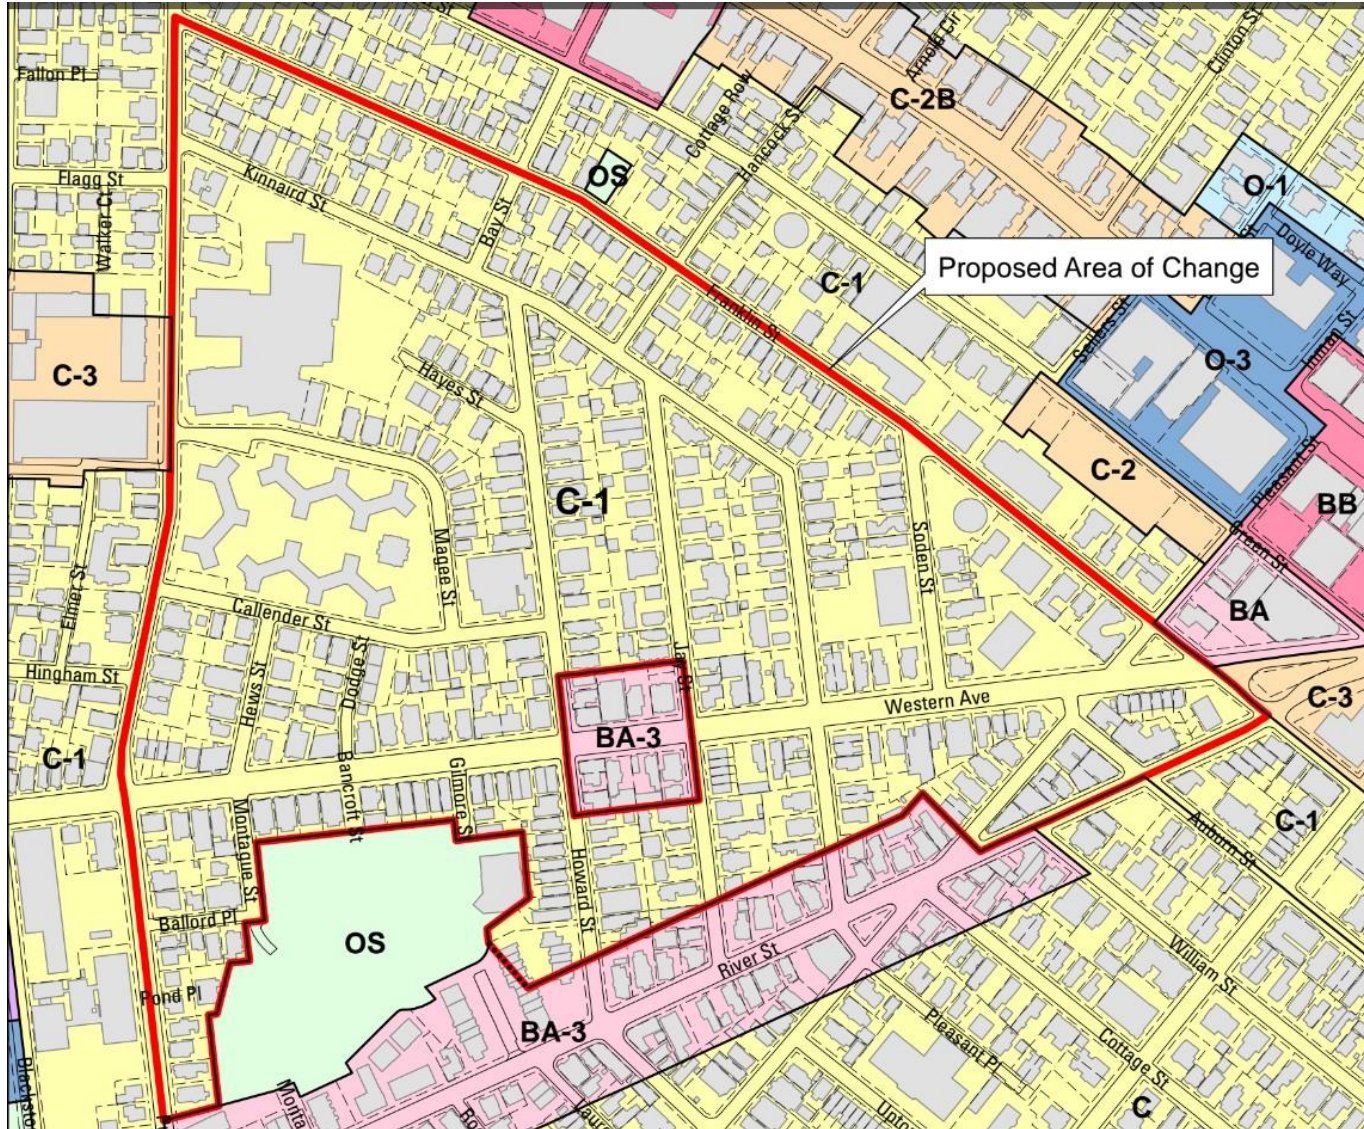 Fallon Pl
Flagg St
Walker Ct
Kinnaird St
Bay St
OS
Cottage Row
Hancock St
C-2B
Arnold Cir
Clinton St
O-1
Doyle Way
C-1
Proposed Area of Change
Franklin St
Sellers St
O-3
Inman St
C-3
Hayes St
C-2
Pleasant St
BB
Green St
C-1
Magee St
Soden St
BA
Elmer St
Callender St
Hingham St
Hews St
Dodge St
Jay St
Western Ave
C-3
BA-3
C-1
Bancroft St
Gilmore St
Montague St
Howard St
Auburn St
C-1
Ballord Pl
OS
River St
William St
Pond Pl
BA-3
Pleasant Pl
Cottage St
C